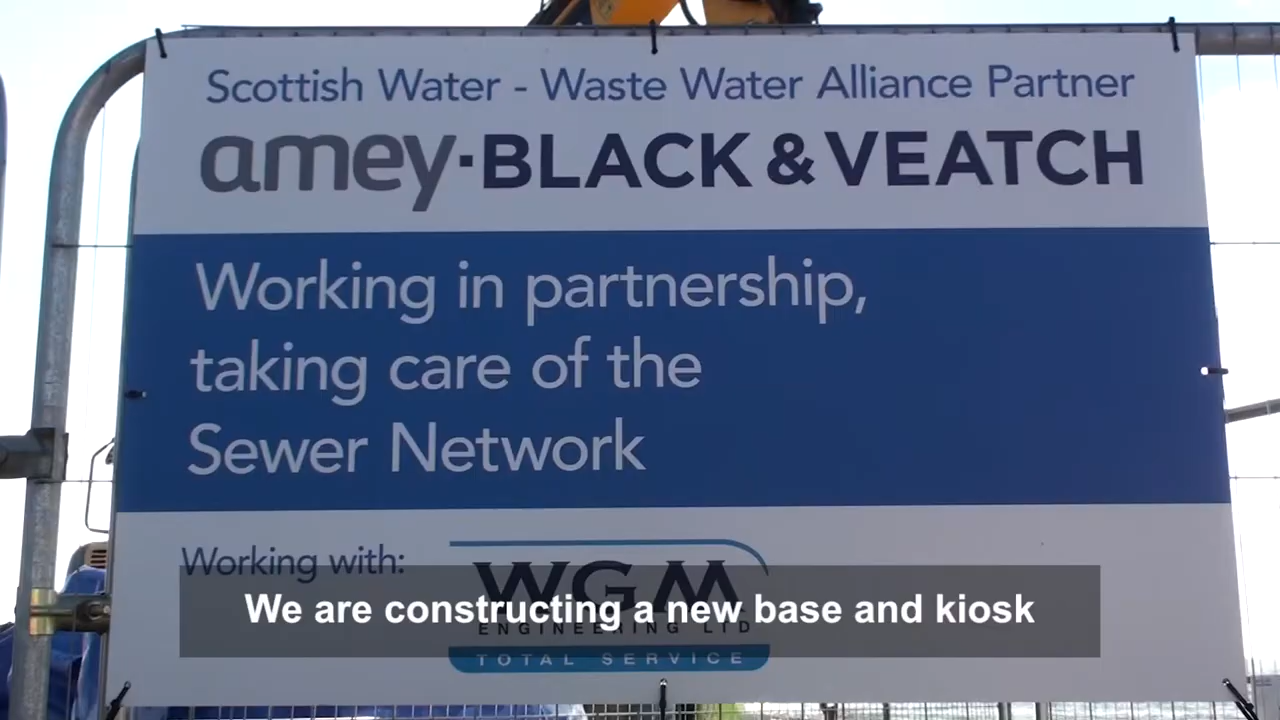 Scottish Water - Waste Water Alliance Partner
amey·BLACK & VEATCH
Working in partnership,
taking care of the
Sewer Network
Working with:
WGM
We are constructing a new base and kiosk
ENGINEERING LTD
TOTAL SERVICE